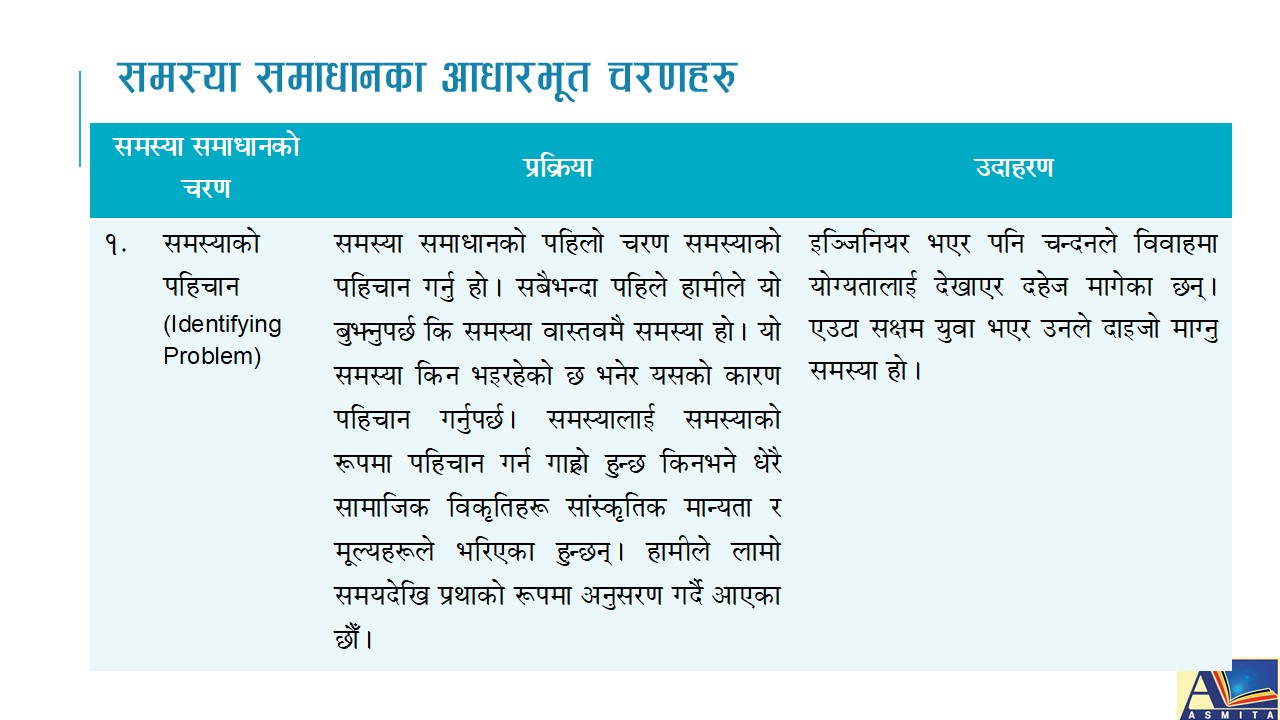 समस्या समाधानका आधारभूत चरणहरु
समस्या समाधानको
चरण
प्रक्रिया
उदाहरण
१. समस्याको
पहिचान
(Identifying
Problem)
समस्या समाधानको पहिलो चरण समस्याको
पहिचान गर्नु हो। सबैभन्दा पहिले हामीले यो
बुझ्नुपर्छ कि समस्या वास्तवमै समस्या हो। यो
समस्या किन भइरहेको छ भनेर यसको कारण
पहिचान गर्नुपर्छ। समस्यालाई समस्याको
रूपमा पहिचान गर्न गाह्रो हुन्छ किनभने धेरै
सामाजिक विकृतिहरू सांस्कृतिक मान्यता र
मूल्यहरूले भरिएका हुन्छन्। हामीले लामो
समयदेखि प्रथाको रूपमा अनुसरण गर्दै आएका
छौँ।
इञ्जिनियर भएर पनि चन्दनले विवाहमा
योग्यतालाई देखाएर दहेज मागेका छन्।
एउटा सक्षम युवा भएर उनले दाइजो माग्नु
समस्या हो।
ASMITA